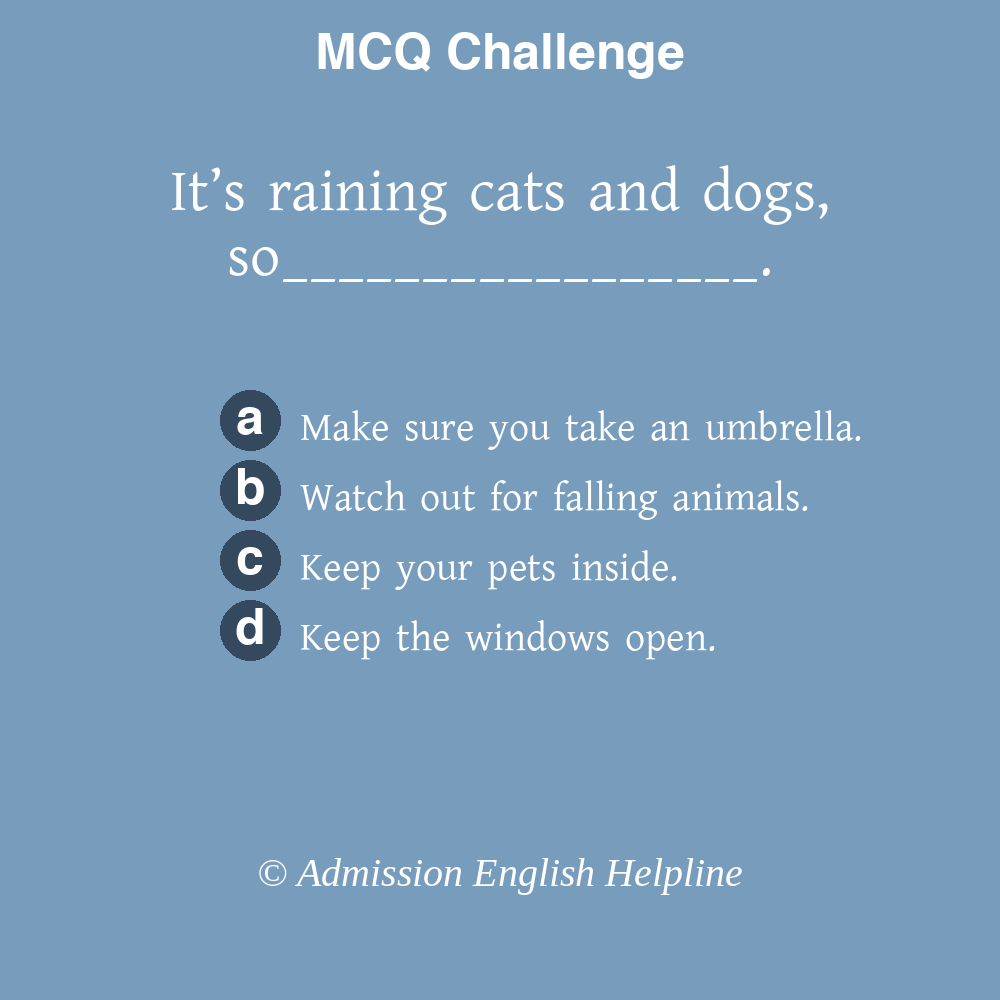 MCQ Challenge
It’s raining cats and dogs,
so_________________.
a Make sure you take an umbrella.
b Watch out for falling animals.
c Keep your pets inside.
d Keep the windows open.
© Admission English Helpline